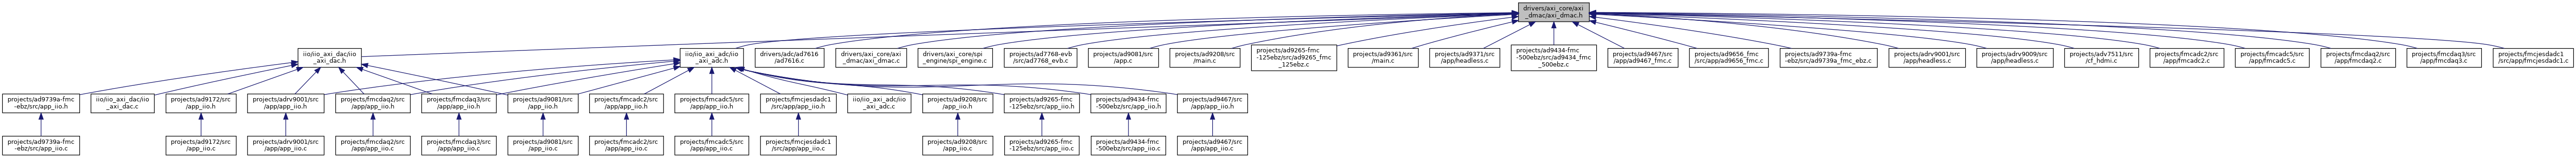 drivers/axi_core/axi
_dmac/axi_dmac.h
iio/iio_axi_dac/iio
_axi_dac.h
iio/iio_axi_adc/iio
_axi_adc.h
drivers/adc/ad7616
/ad7616.c
drivers/axi_core/axi
_dmac/axi_dmac.c
drivers/axi_core/spi
_engine/spi_engine.c
projects/ad7768-evb
/src/ad7768_evb.c
projects/ad9081/src
/app.c
projects/ad9208/src
/main.c
projects/ad9265-fmc
-125ebz/src/ad9265_fmc
_125ebz.c
projects/ad9361/src
/main.c
projects/ad9371/src
/app/headless.c
projects/ad9434-fmc
-500ebz/src/ad9434_fmc
_500ebz.c
projects/ad9467/src
/app/ad9467_fmc.c
projects/ad9656_fmc
/src/app/ad9656_fmc.c
projects/ad9739a-fmc
-ebz/src/ad9739a_fmc_ebz.c
projects/adrv9001/src
/app/headless.c
projects/adrv9009/src
/app/headless.c
projects/adv7511/src
/cf_hdmi.c
projects/fmcadc2/src
/app/fmcadc2.c
projects/fmcadc5/src
/app/fmcadc5.c
projects/fmcdaq2/src
/app/fmcdaq2.c
projects/fmcdaq3/src
/app/fmcdaq3.c
projects/fmcjesdadc1
/src/app/fmcjesdadc1.c
projects/ad9739a-fmc
-ebz/src/app_iio.h
iio/iio_axi_dac/iio
_axi_dac.c
projects/ad9172/src
/app_iio.h
projects/adrv9001/src
/app/app_iio.h
projects/fmcdaq2/src
/app/app_iio.h
projects/fmcdaq3/src
/app/app_iio.h
projects/ad9081/src
/app_iio.h
projects/fmcadc2/src
/app/app_iio.h
projects/fmcadc5/src
/app/app_iio.h
projects/fmcjesdadc1
/src/app/app_iio.h
iio/iio_axi_adc/iio
_axi_adc.c
projects/ad9208/src
/app_iio.h
projects/ad9265-fmc
-125ebz/src/app_iio.h
projects/ad9434-fmc
-500ebz/src/app_iio.h
projects/ad9467/src
/app/app_iio.h
projects/ad9739a-fmc
-ebz/src/app_iio.c
projects/ad9172/src
/app_iio.c
projects/adrv9001/src
/app/app_iio.c
projects/fmcdaq2/src
/app/app_iio.c
projects/fmcdaq3/src
/app/app_iio.c
projects/ad9081/src
/app_iio.c
projects/fmcadc2/src
/app/app_iio.c
projects/fmcadc5/src
/app/app_iio.c
projects/fmcjesdadc1
/src/app/app_iio.c
projects/ad9208/src
/app_iio.c
projects/ad9265-fmc
-125ebz/src/app_iio.c
projects/ad9434-fmc
-500ebz/src/app_iio.c
projects/ad9467/src
/app/app_iio.c